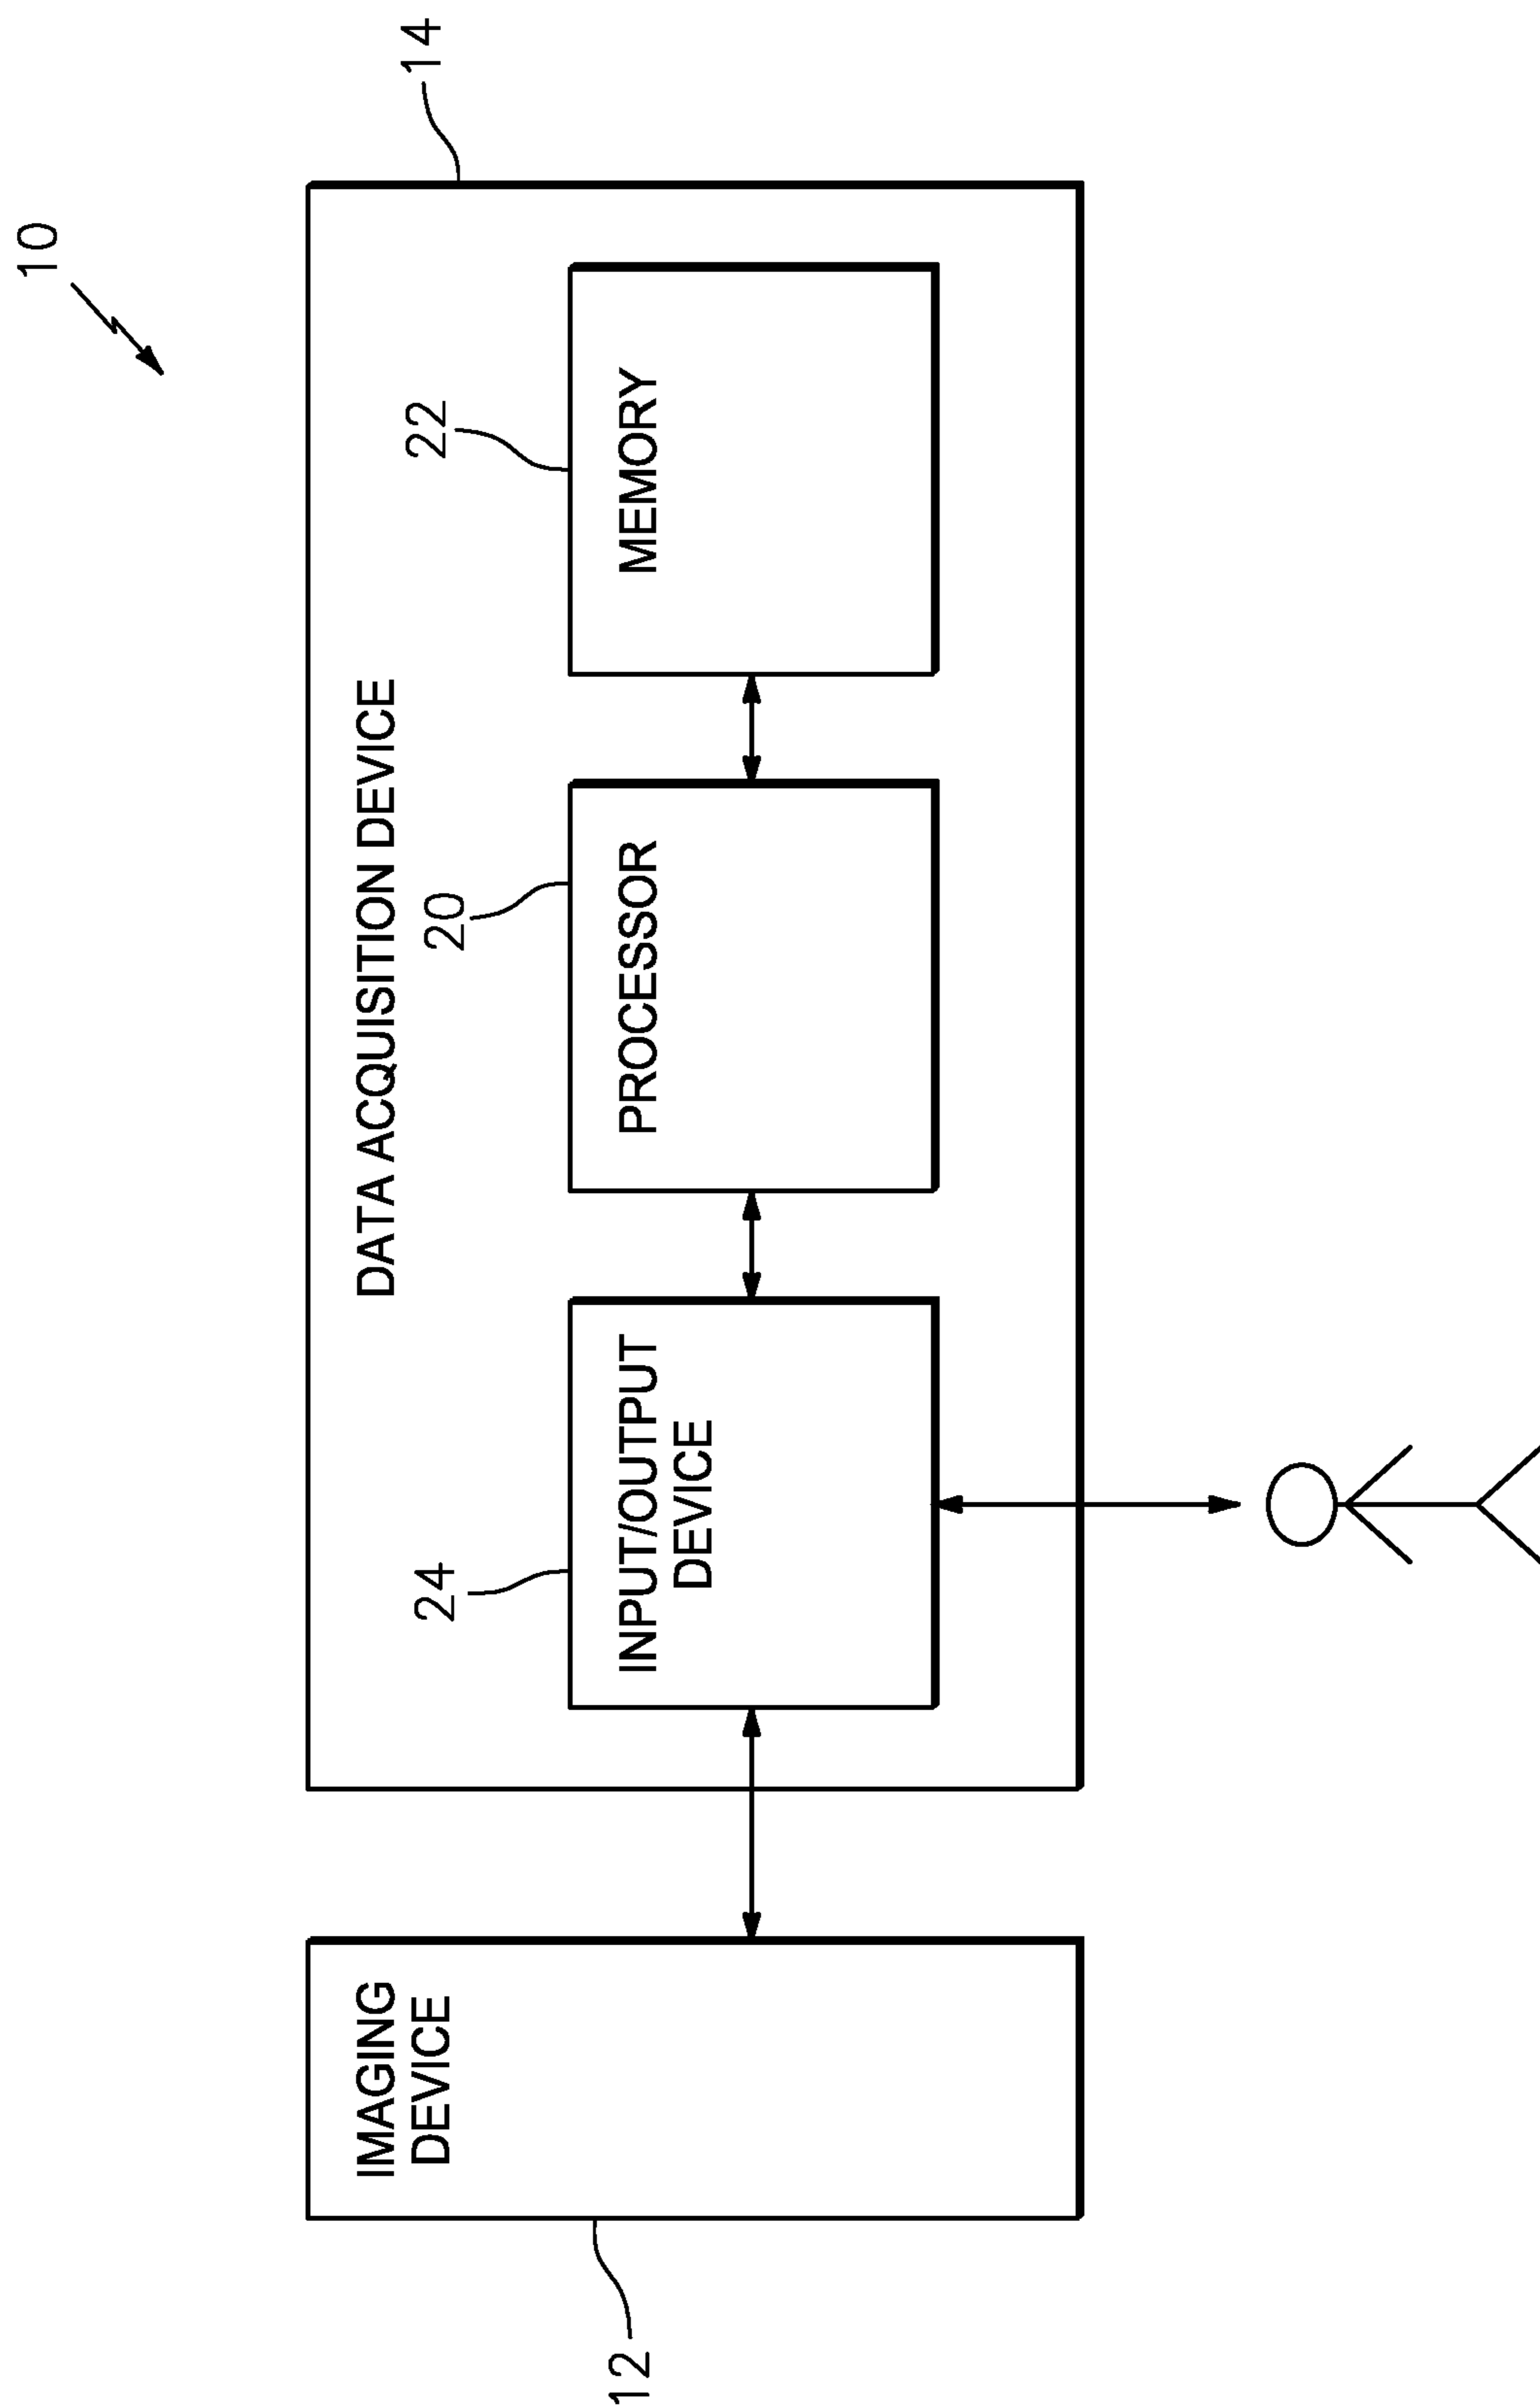 10
14
DATA ACQUISITION DEVICE
24
20
22
IMAGING
DEVICE
INPUT/OUTPUT
DEVICE
PROCESSOR
MEMORY
12